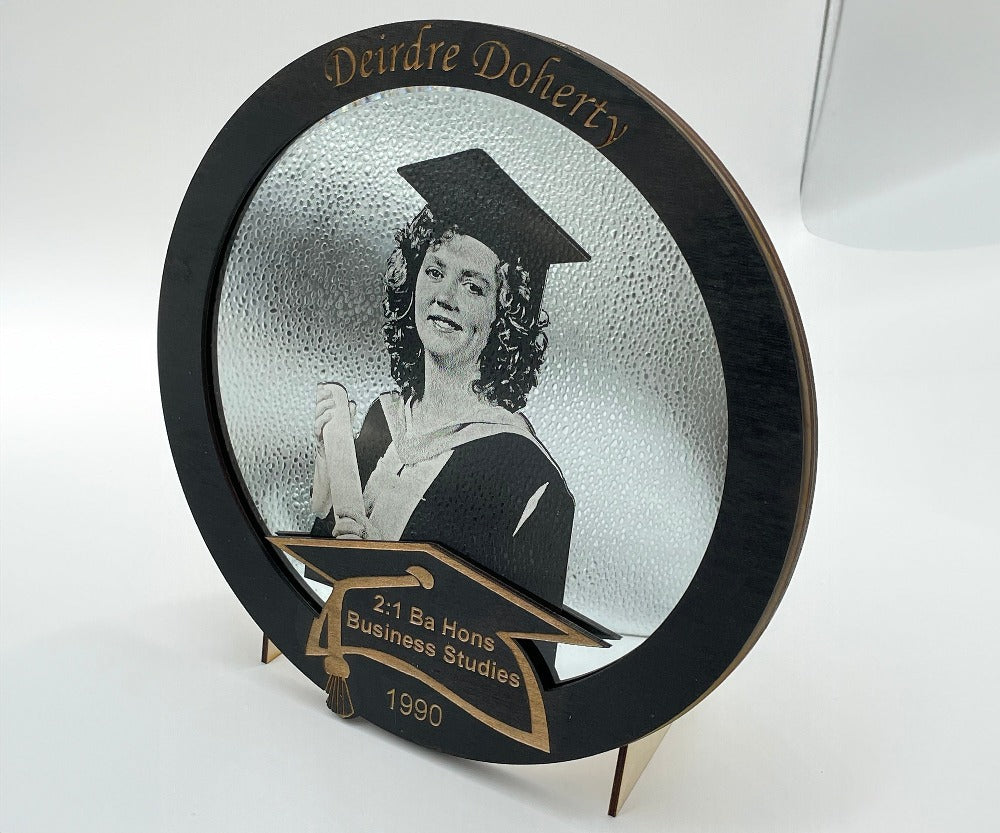 Deirdre Doherty
2:1 Ba Hons
Business Studies
1990